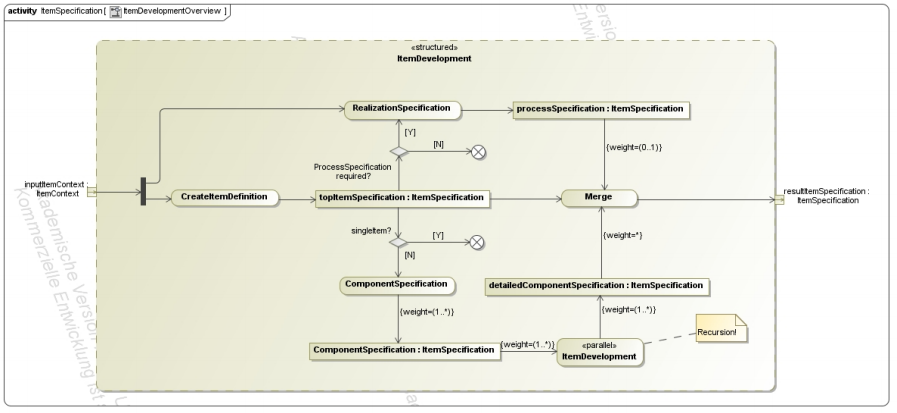 activity ItemSpecification [ ItemDevelopmentOverview ]
«structured»
ItemDevelopment
RealizationSpecification
processSpecification : ItemSpecification
[Y]
[N]
{weight=(0..1)}
ProcessSpecification
required?
inputItemContext :
ItemContext
CreateItemDefinition
topItemSpecification : ItemSpecification
Merge
resultItemSpecification :
ItemSpecification
singleItem?
[Y]
[N]
{weight=*}
ComponentSpecification
detailedComponentSpecification : ItemSpecification
{weight=(1..*)}
{weight=(1..*)}
Recursion!
ComponentSpecification : ItemSpecification
{weight=(1..*)}
«parallel»
ItemDevelopment
Akademische Version
Kommerzielle Entwicklung ist